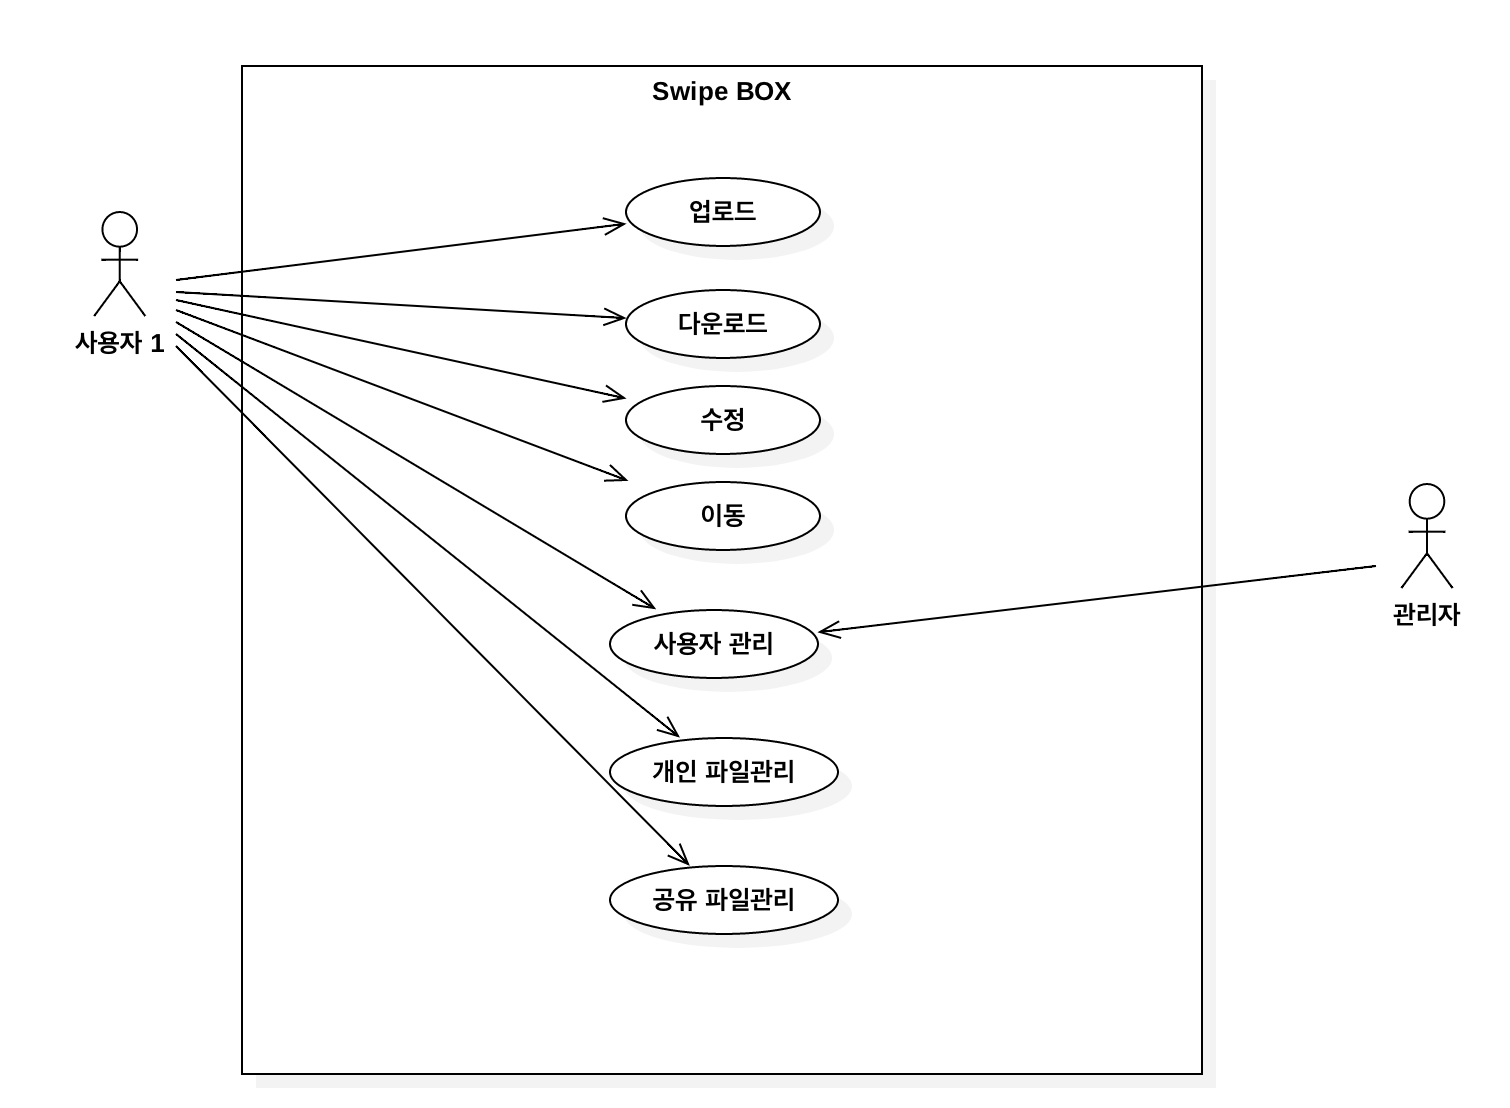 Swipe BOX
업로드
다운로드
사용자 1
수정
이동
관리자
사용자 관리
개인 파일관리
공유 파일관리